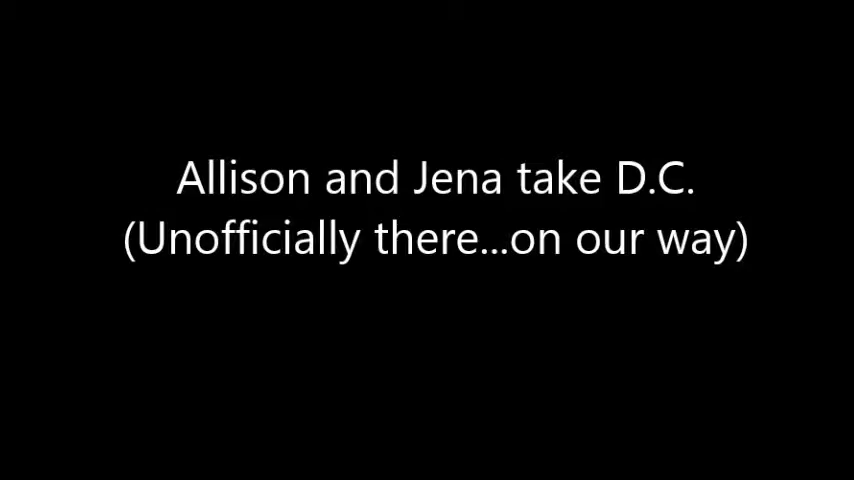 Allison and Jena take D.C.
(Unofficially there...on our way)